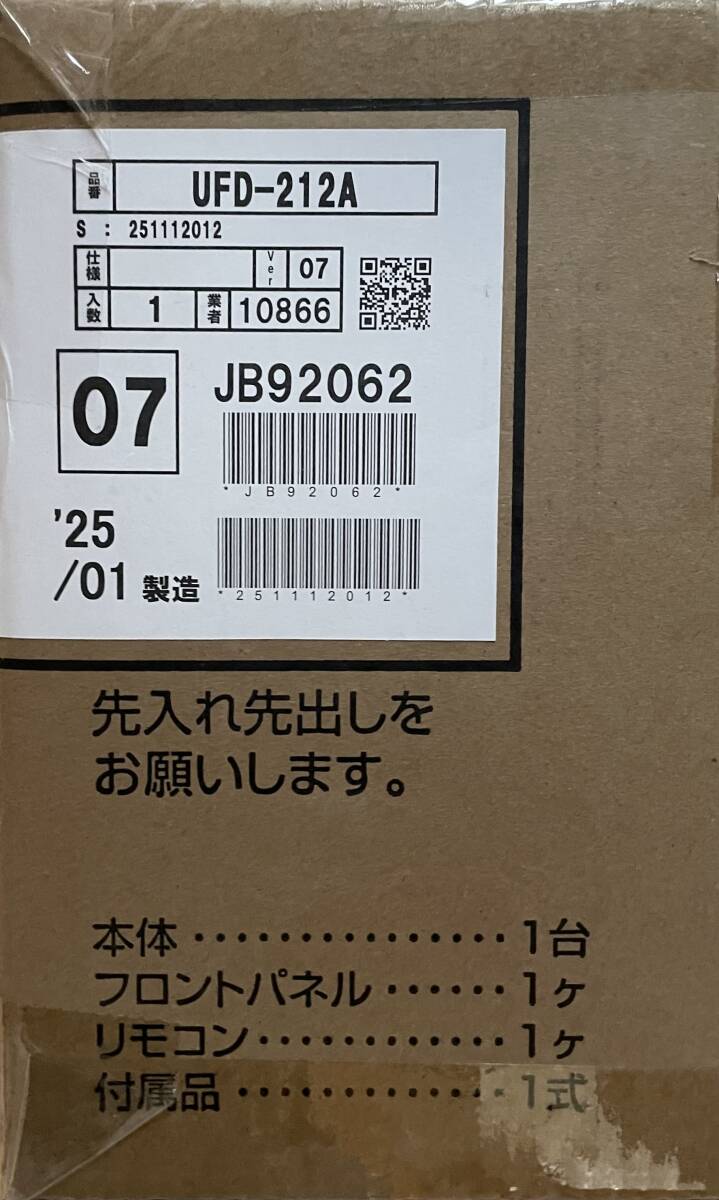 品番 UFD-212A
S : 251112012
仕様 Ver 07
入数 1 業者 10866
07 JB92062
*JB92062*
'25
/01 製造
*251112012*
先入れ先出しを
お願いします。
本体・・・・・・・・・・・・・・・1台
フロントパネル・・・・・・1ヶ
リモコン・・・・・・・・・・・・1ヶ
付属品・・・・・・・・・・・・・1式